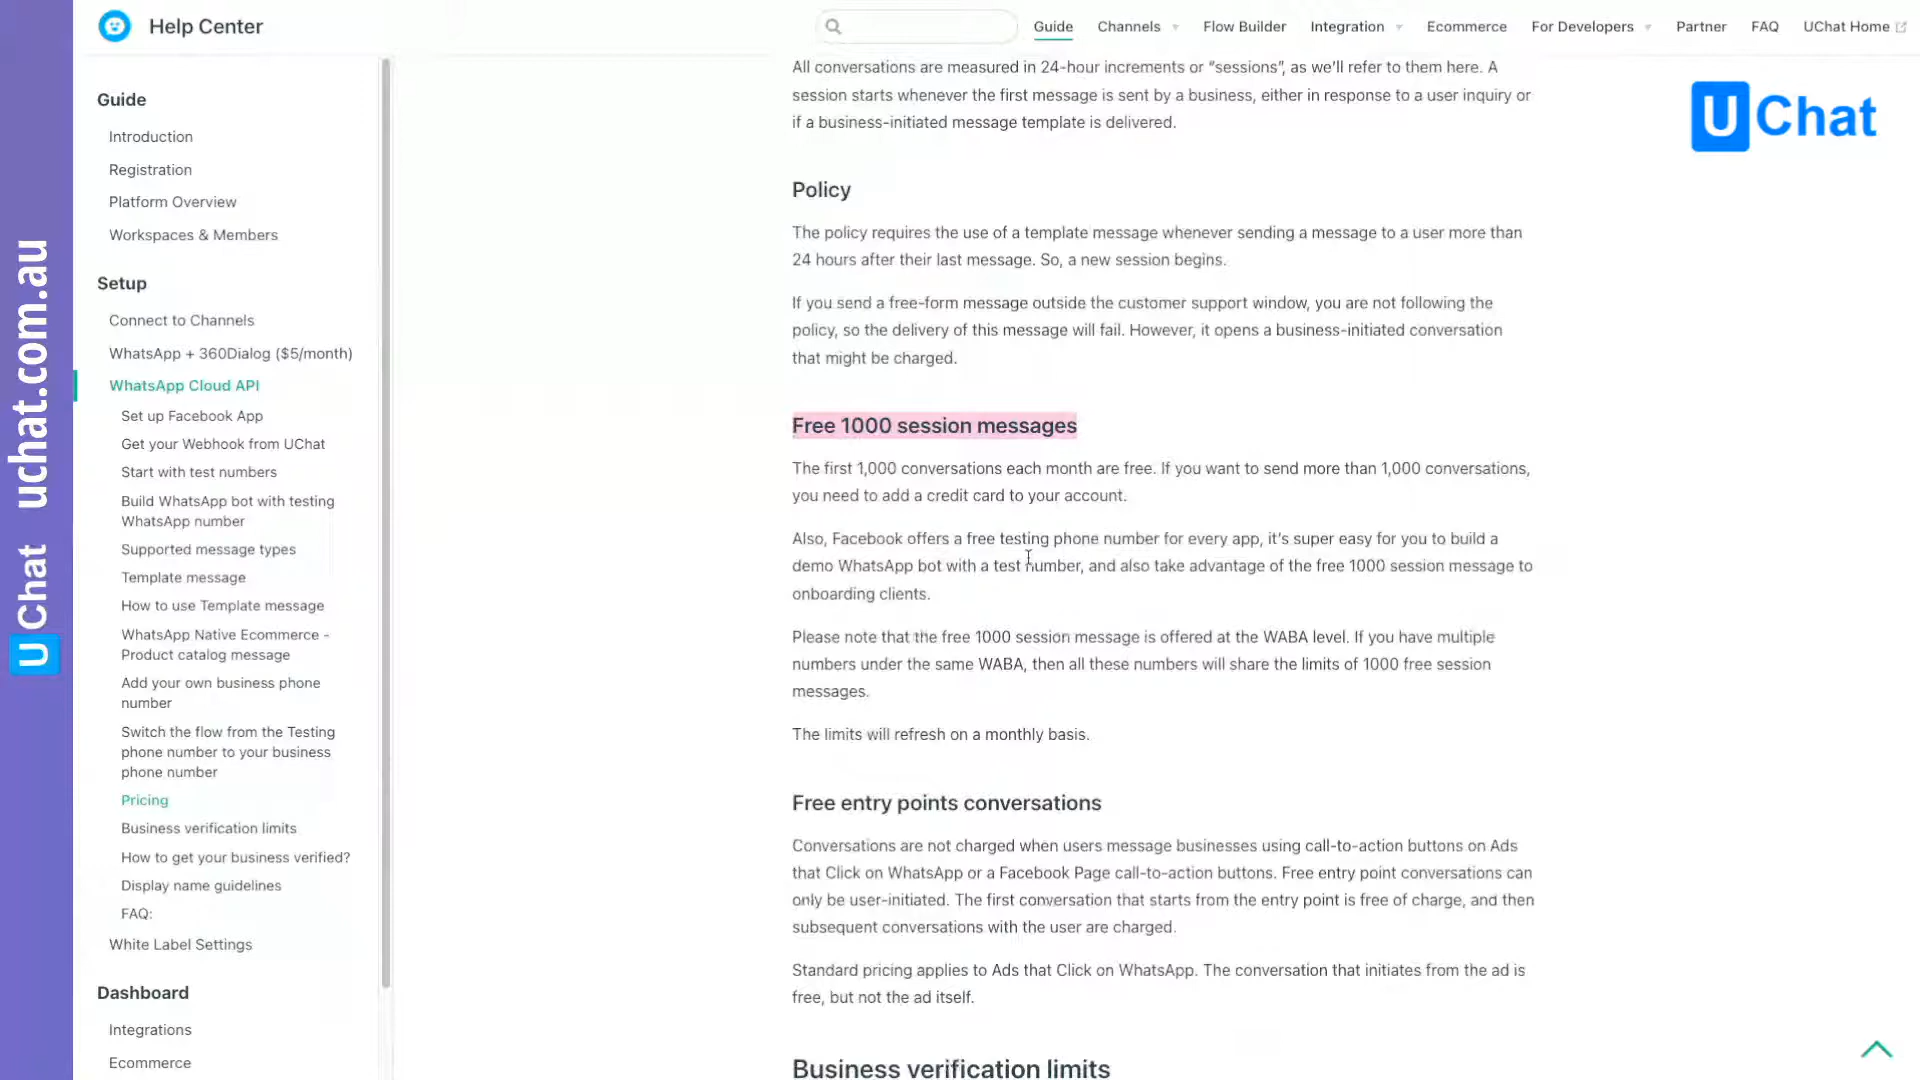 Help Center
Guide
Channels
Flow Builder
Integration
Ecommerce
For Developers
Partner
FAQ
UChat Home
UChat uchat.com.au
Guide
Introduction
Registration
Platform Overview
Workspaces & Members
Setup
Connect to Channels
WhatsApp + 360Dialog ($5/month)
WhatsApp Cloud API
Set up Facebook App
Get your Webhook from UChat
Start with test numbers
Build WhatsApp bot with testing
WhatsApp number
Supported message types
Template message
How to use Template message
WhatsApp Native Ecommerce -
Product catalog message
Add your own business phone
number
Switch the flow from the Testing
phone number to your business
phone number
Pricing
Business verification limits
How to get your business verified?
Display name guidelines
FAQ:
White Label Settings
Dashboard
Integrations
Ecommerce
All conversations are measured in 24-hour increments or “sessions”, as we’ll refer to them here. A
session starts whenever the first message is sent by a business, either in response to a user inquiry or
if a business-initiated message template is delivered.
Policy
The policy requires the use of a template message whenever sending a message to a user more than
24 hours after their last message. So, a new session begins.
If you send a free-form message outside the customer support window, you are not following the
policy, so the delivery of this message will fail. However, it opens a business-initiated conversation
that might be charged.
Free 1000 session messages
The first 1,000 conversations each month are free. If you want to send more than 1,000 conversations,
you need to add a credit card to your account.
Also, Facebook offers a free testing phone number for every app, it’s super easy for you to build a
demo WhatsApp bot with a test number, and also take advantage of the free 1000 session message to
onboarding clients.
Please note that the free 1000 session message is offered at the WABA level. If you have multiple
numbers under the same WABA, then all these numbers will share the limits of 1000 free session
messages.
The limits will refresh on a monthly basis.
Free entry points conversations
Conversations are not charged when users message businesses using call-to-action buttons on Ads
that Click on WhatsApp or a Facebook Page call-to-action buttons. Free entry point conversations can
only be user-initiated. The first conversation that starts from the entry point is free of charge, and then
subsequent conversations with the user are charged.
Standard pricing applies to Ads that Click on WhatsApp. The conversation that initiates from the ad is
free, but not the ad itself.
Business verification limits
UChat